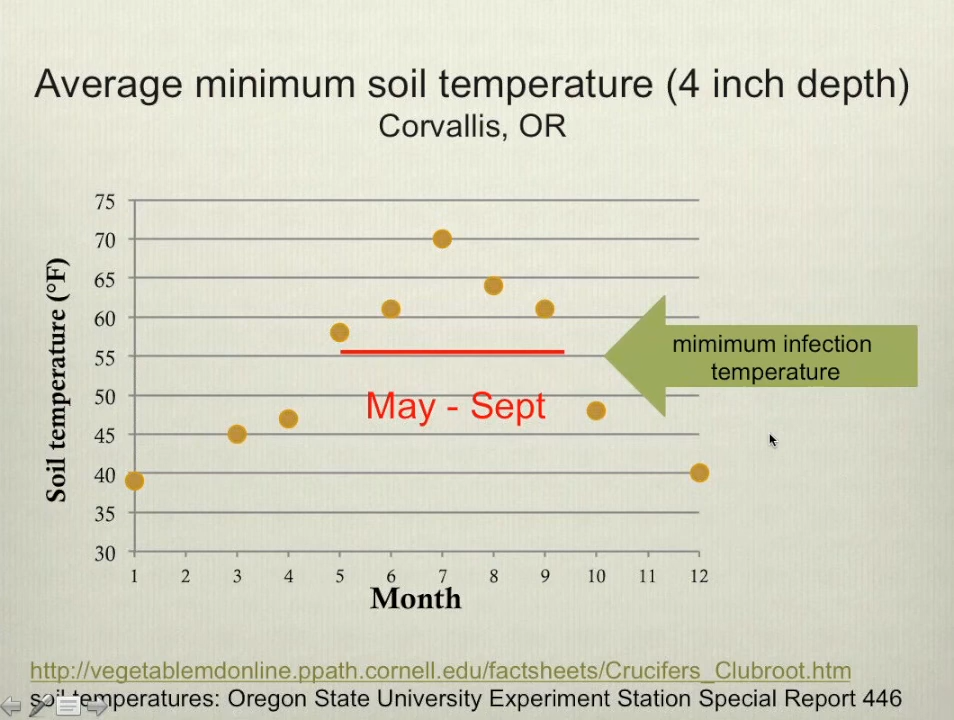 Average minimum soil temperature (4 inch depth)
Corvallis, OR
75
70
65
60
55
50
45
40
35
30
Soil temperature (°F)
mimimum infection
temperature
May - Sept
1 2 3 4 5 6 7 8 9 10 11 12
Month
http://vegetablemdonline.ppath.cornell.edu/factsheets/Crucifers_Clubroot.htm
soil temperatures: Oregon State University Experiment Station Special Report 446